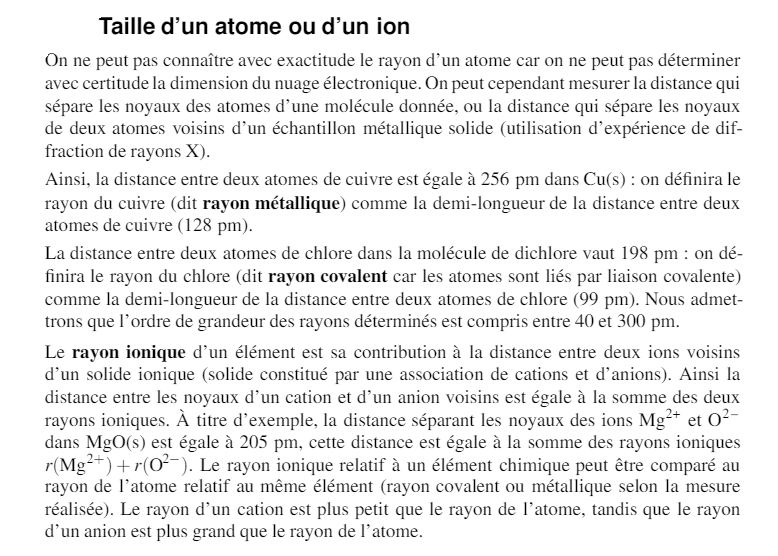 Taille d’un atome ou d’un ion
On ne peut pas connaître avec exactitude le rayon d’un atome car on ne peut pas déterminer
avec certitude la dimension du nuage électronique. On peut cependant mesurer la distance qui
sépare les noyaux des atomes d’une molécule donnée, ou la distance qui sépare les noyaux
de deux atomes voisins d’un échantillon métallique solide (utilisation d’expérience de dif-
fraction de rayons X).
Ainsi, la distance entre deux atomes de cuivre est égale à 256 pm dans Cu(s) : on définira le
rayon du cuivre (dit rayon métallique) comme la demi-longueur de la distance entre deux
atomes de cuivre (128 pm).
La distance entre deux atomes de chlore dans la molécule de dichlore vaut 198 pm : on dé-
finira le rayon du chlore (dit rayon covalent car les atomes sont liés par liaison covalente)
comme la demi-longueur de la distance entre deux atomes de chlore (99 pm). Nous admet-
trons que l’ordre de grandeur des rayons déterminés est compris entre 40 et 300 pm.
Le rayon ionique d’un élément est sa contribution à la distance entre deux ions voisins
d’un solide ionique (solide constitué par une association de cations et d’anions). Ainsi la
distance entre les noyaux d’un cation et d’un anion voisins est égale à la somme des deux
rayons ioniques. À titre d’exemple, la distance séparant les noyaux des ions Mg²⁺ et O²⁻
dans MgO(s) est égale à 205 pm, cette distance est égale à la somme des rayons ioniques
r(Mg²⁺) + r(O²⁻). Le rayon ionique relatif à un élément chimique peut être comparé au
rayon de l’atome relatif au même élément (rayon covalent ou métallique selon la mesure
réalisée). Le rayon d’un cation est plus petit que le rayon de l’atome, tandis que le rayon
d’un anion est plus grand que le rayon de l’atome.